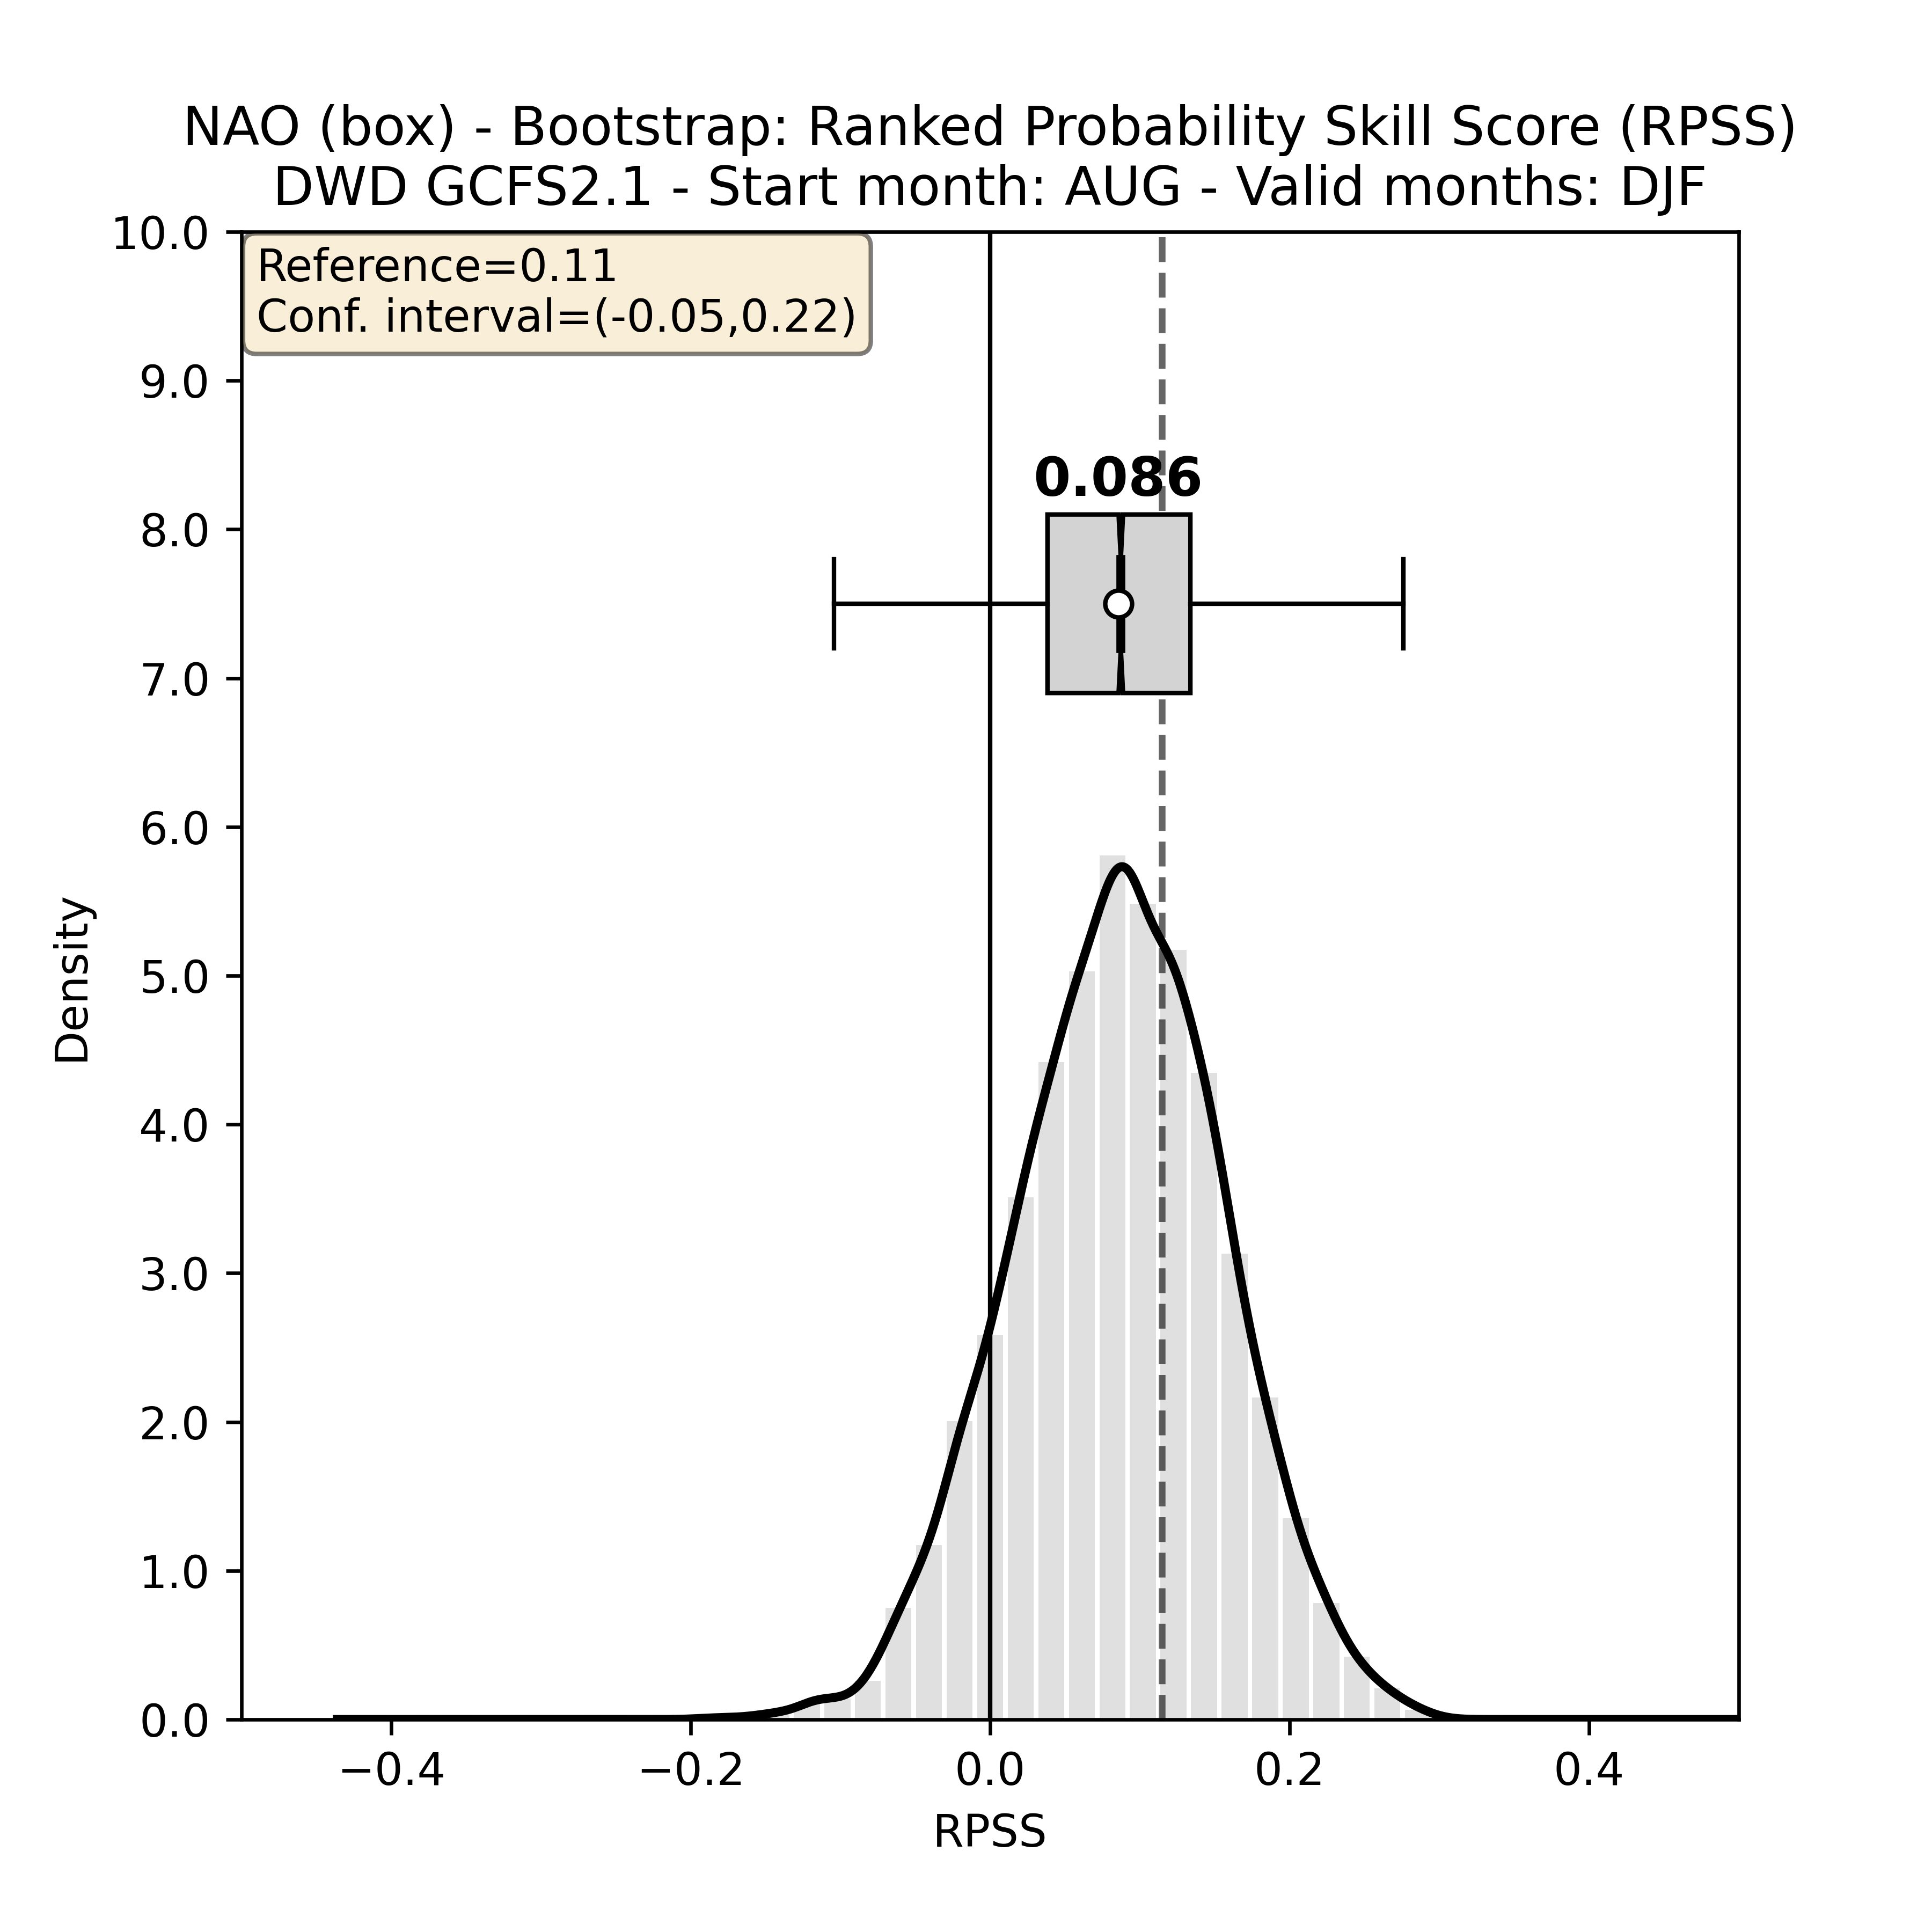 NAO (box) - Bootstrap: Ranked Probability Skill Score (RPSS)
DWD GCFS2.1 - Start month: AUG - Valid months: DJF
Reference=0.11
Conf. interval=(-0.05,0.22)
0.086
10.0
9.0
8.0
7.0
6.0
5.0
4.0
3.0
2.0
1.0
0.0
Density
−0.4
−0.2
0.0
0.2
0.4
RPSS